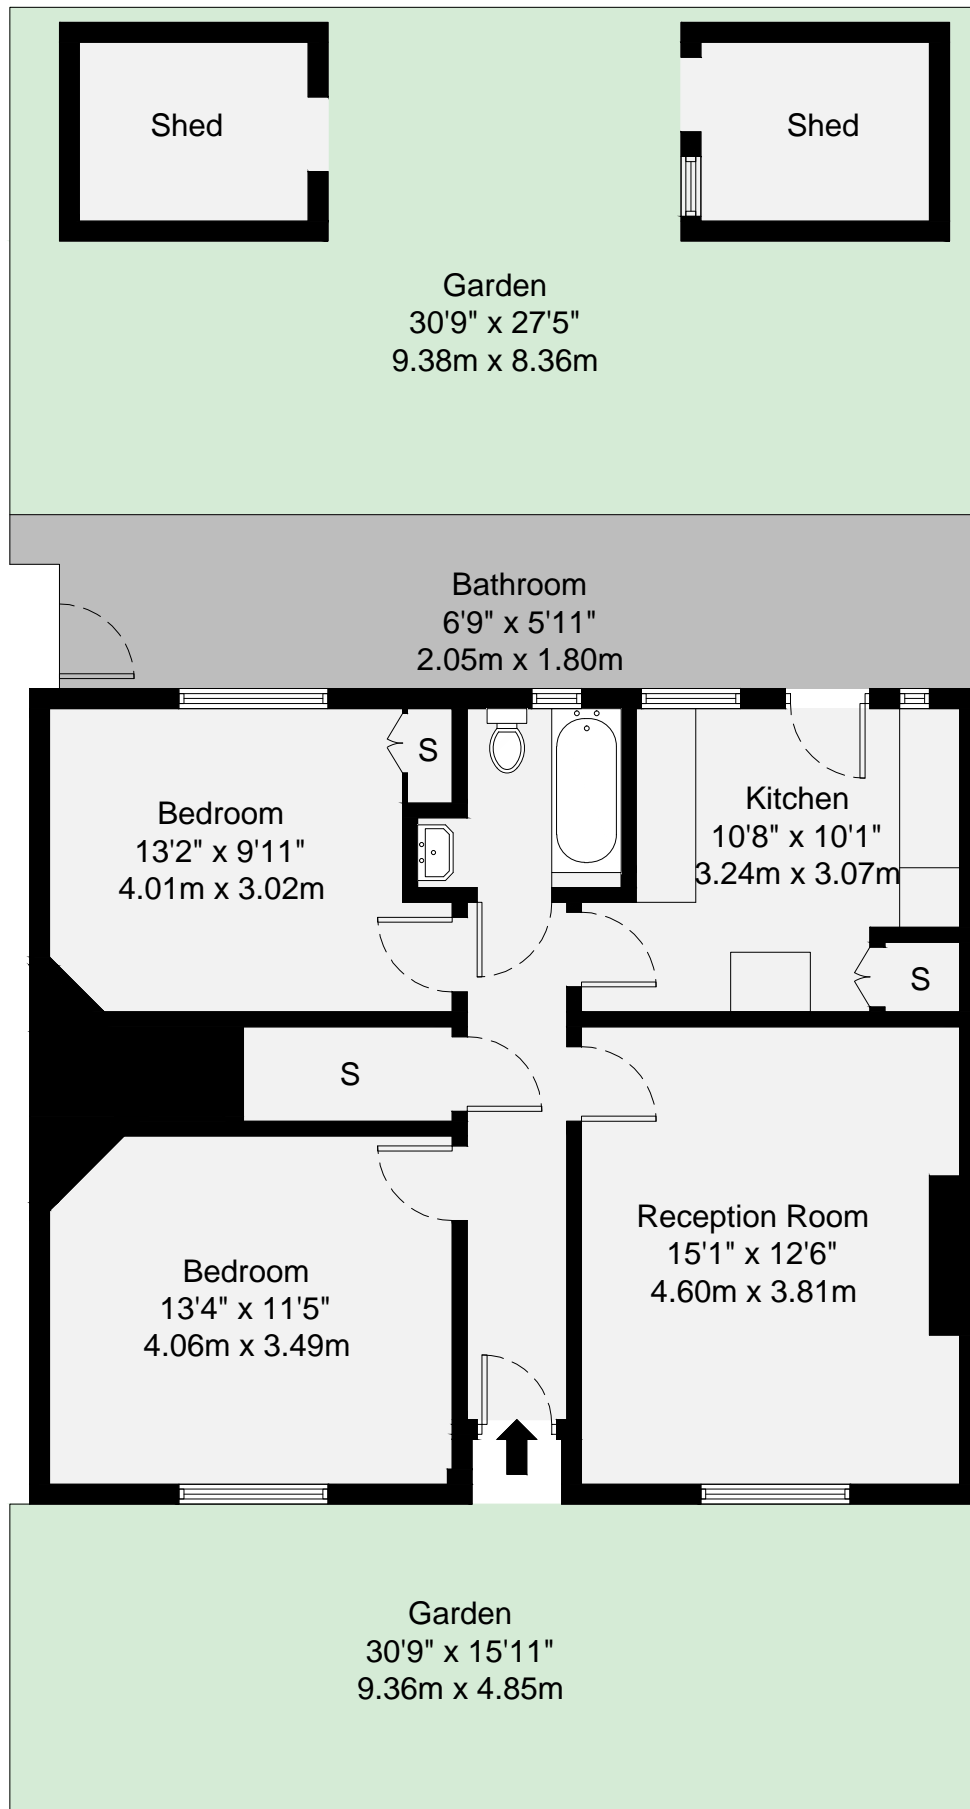 Shed
Shed
Garden
30'9" x 27'5"
9.38m x 8.36m
Bathroom
6'9" x 5'11"
2.05m x 1.80m
S
Bedroom
13'2" x 9'11"
4.01m x 3.02m
Kitchen
10'8" x 10'1"
3.24m x 3.07m
S
S
Reception Room
15'1" x 12'6"
4.60m x 3.81m
Bedroom
13'4" x 11'5"
4.06m x 3.49m
Garden
30'9" x 15'11"
9.36m x 4.85m